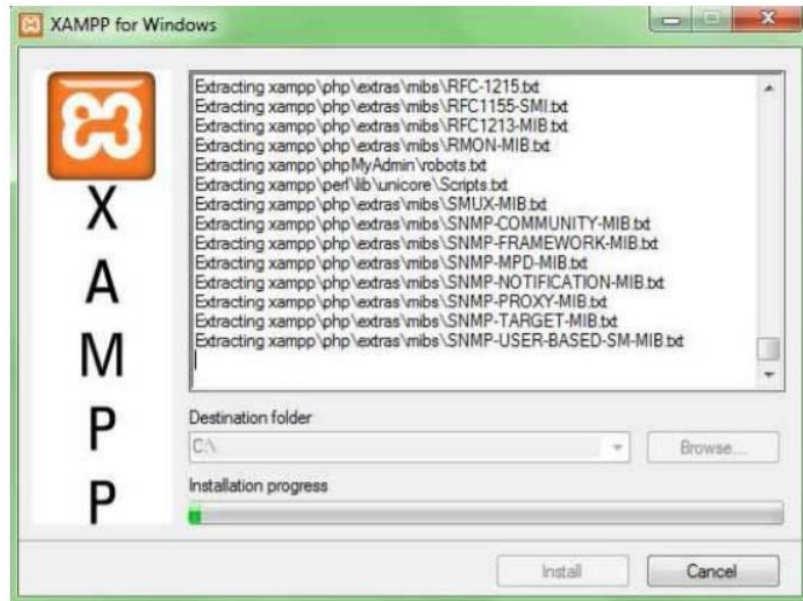 XAMPP for Windows
X
A
M
P
P
Extracting xampp\php\extras\mibs\RFC-1215.txt
Extracting xampp\php\extras\mibs\RFC1155-SMI.txt
Extracting xampp\php\extras\mibs\RFC1213-MIB.txt
Extracting xampp\php\extras\mibs\RMON-MIB.txt
Extracting xampp\phpMyAdmin\robots.txt
Extracting xampp\perl\lib\unicore\Scripts.txt
Extracting xampp\php\extras\mibs\SMUX-MIB.txt
Extracting xampp\php\extras\mibs\SNMP-COMMUNITY-MIB.txt
Extracting xampp\php\extras\mibs\SNMP-FRAMEWORK-MIB.txt
Extracting xampp\php\extras\mibs\SNMP-MPD-MIB.txt
Extracting xampp\php\extras\mibs\SNMP-NOTIFICATION-MIB.txt
Extracting xampp\php\extras\mibs\SNMP-PROXY-MIB.txt
Extracting xampp\php\extras\mibs\SNMP-TARGET-MIB.txt
Extracting xampp\php\extras\mibs\SNMP-USER-BASED-SM-MIB.txt
Destination folder
C:\
Browse...
Installation progress
Install
Cancel